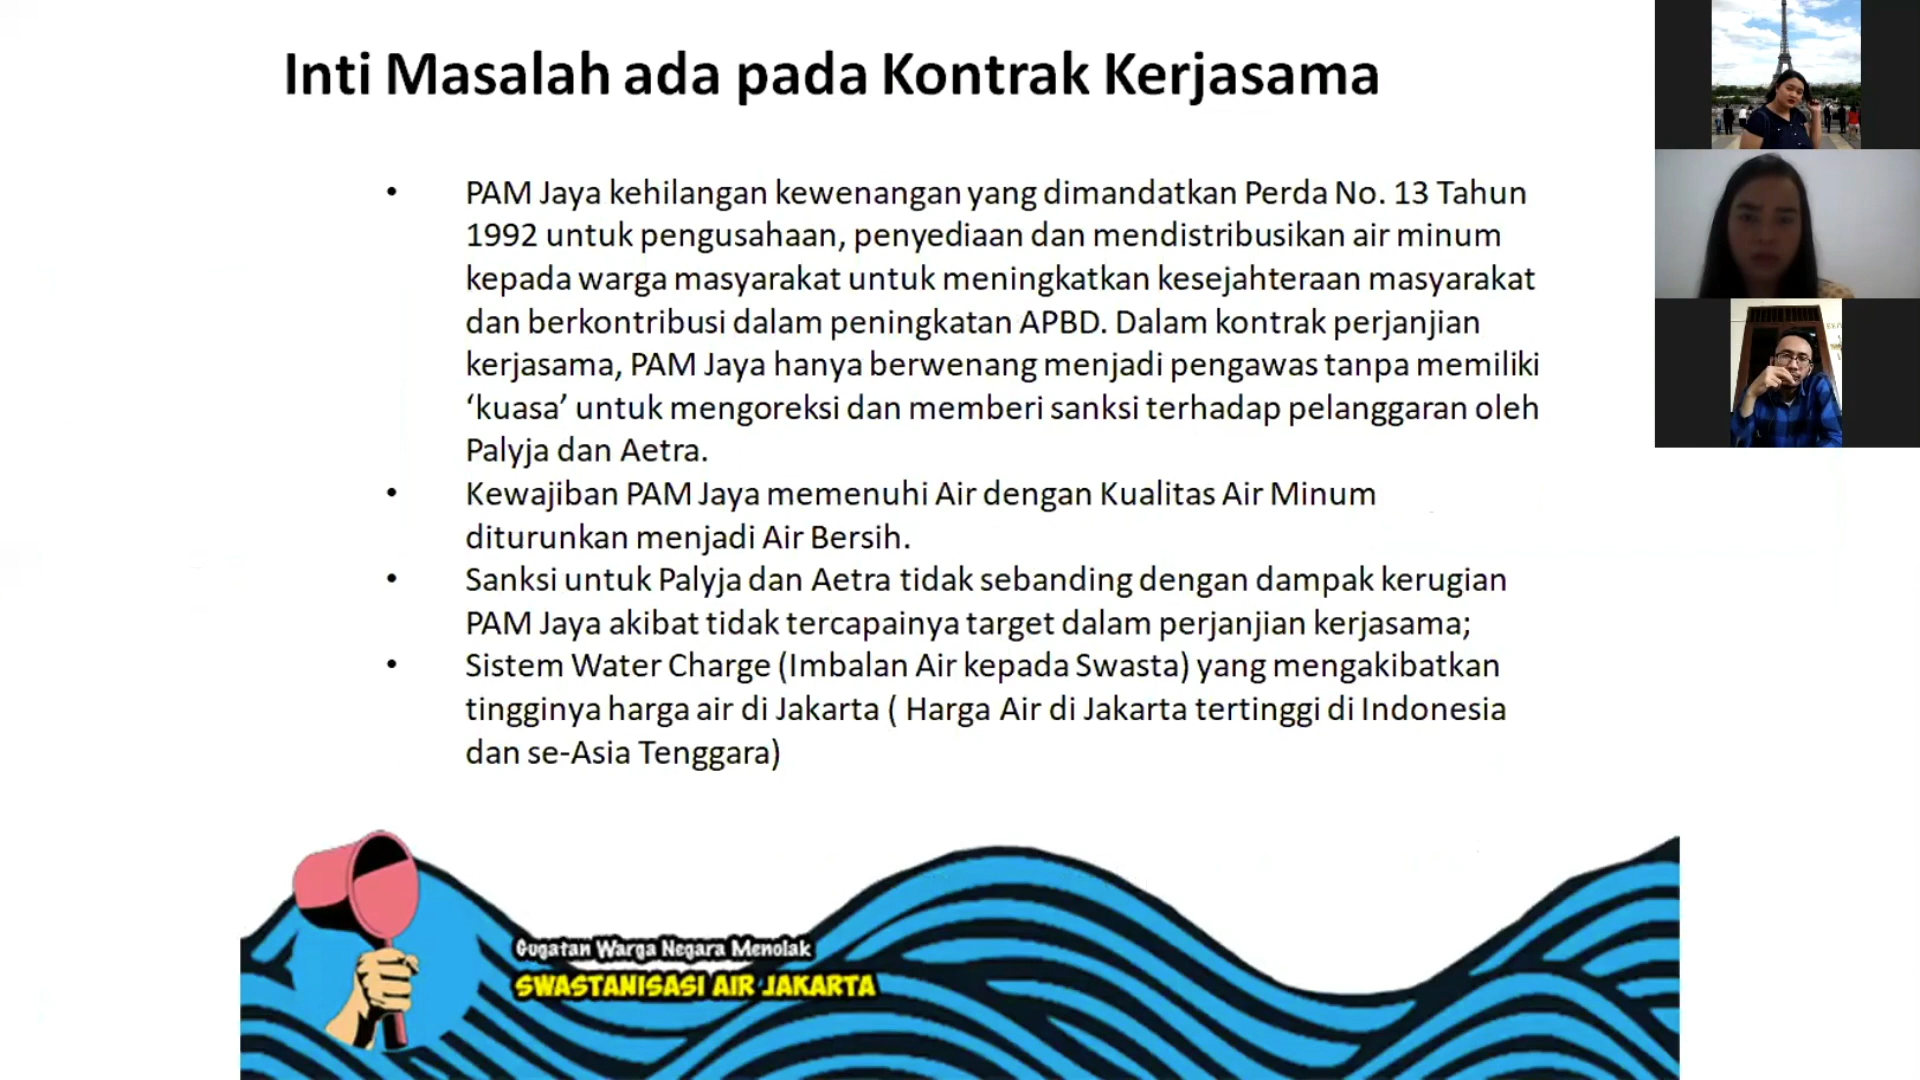 Inti Masalah ada pada Kontrak Kerjasama
• PAM Jaya kehilangan kewenangan yang dimandatkan Perda No. 13 Tahun
1992 untuk pengusahaan, penyediaan dan mendistribusikan air minum
kepada warga masyarakat untuk meningkatkan kesejahteraan masyarakat
dan berkontribusi dalam peningkatan APBD. Dalam kontrak perjanjian
kerjasama, PAM Jaya hanya berwenang menjadi pengawas tanpa memiliki
‘kuasa’ untuk mengoreksi dan memberi sanksi terhadap pelanggaran oleh
Palyja dan Aetra.
• Kewajiban PAM Jaya memenuhi Air dengan Kualitas Air Minum
diturunkan menjadi Air Bersih.
• Sanksi untuk Palyja dan Aetra tidak sebanding dengan dampak kerugian
PAM Jaya akibat tidak tercapainya target dalam perjanjian kerjasama;
• Sistem Water Charge (Imbalan Air kepada Swasta) yang mengakibatkan
tingginya harga air di Jakarta ( Harga Air di Jakarta tertinggi di Indonesia
dan se-Asia Tenggara)
Gugatan Warga Negara Menolak
SWASTANISASI AIR JAKARTA